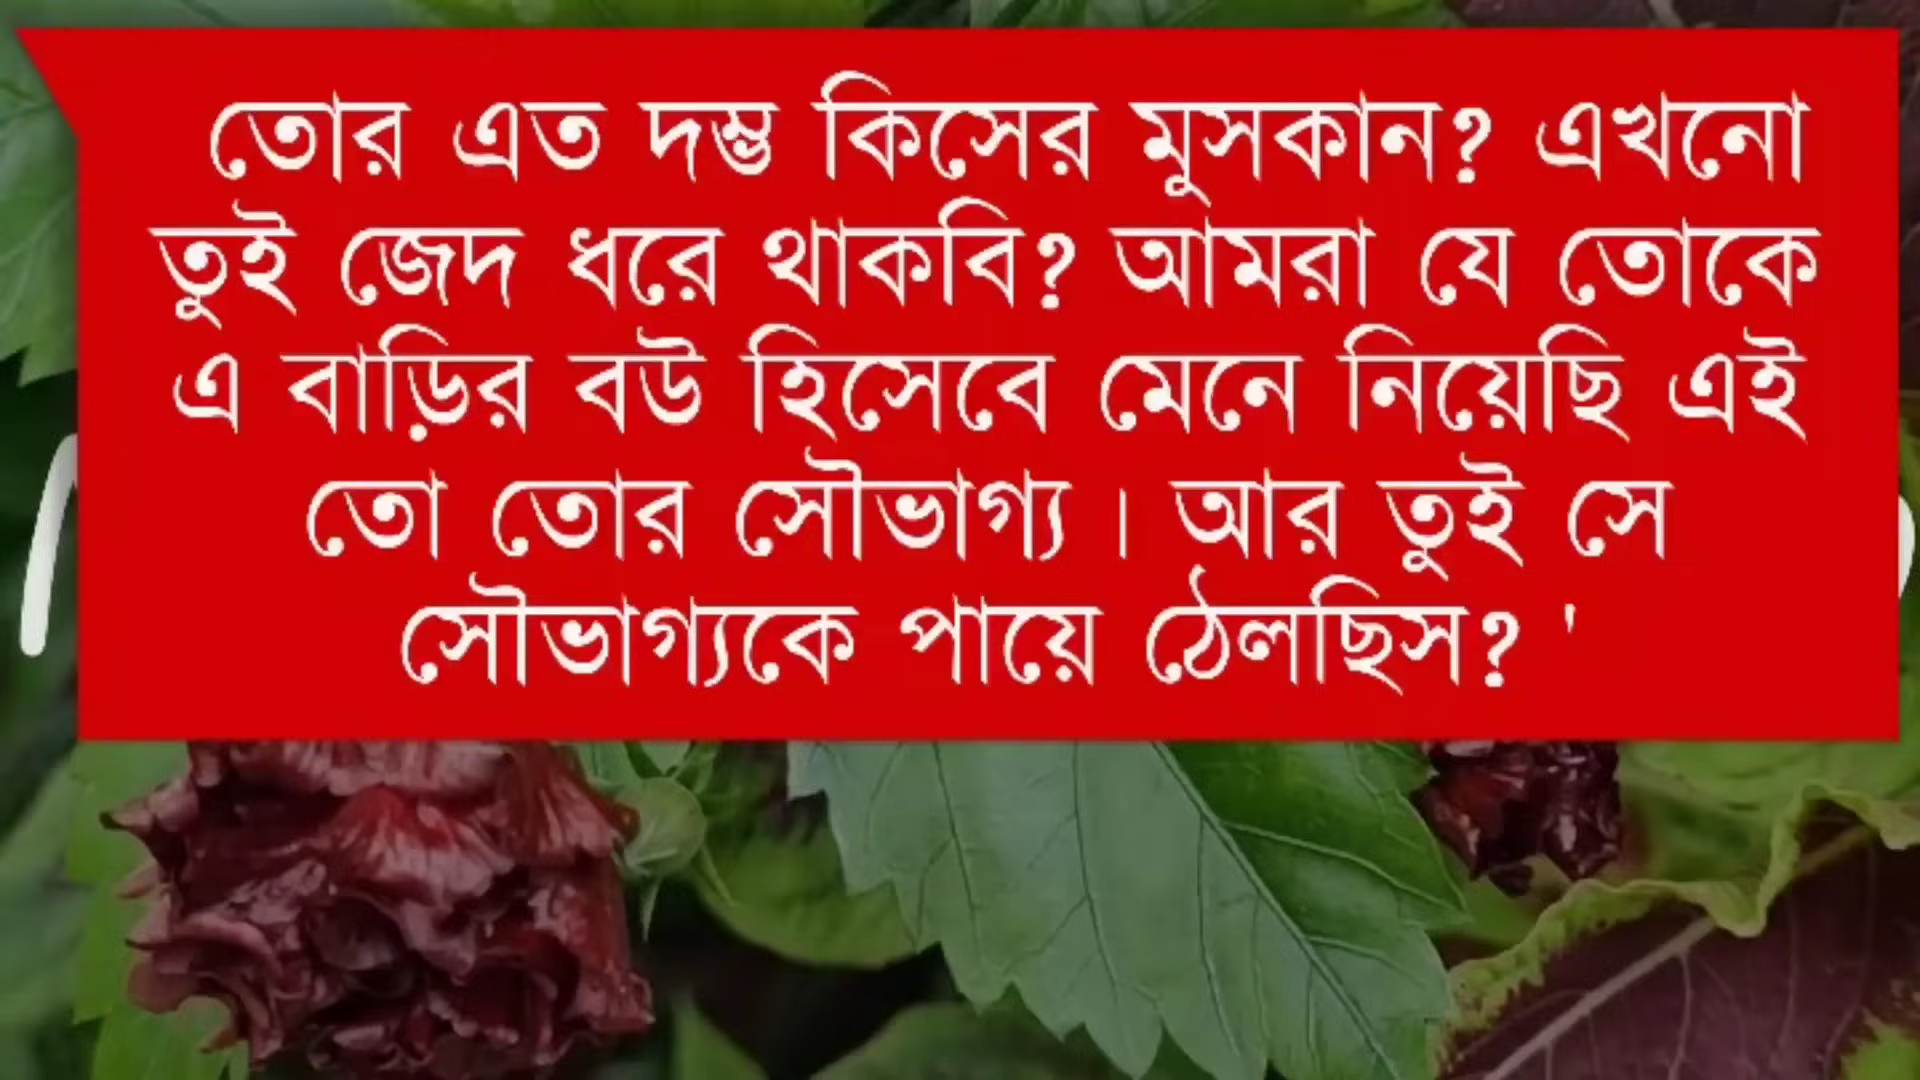 তোর এত দম্ভ কিসের মুসকান? এখনো
তুই জেদ ধরে থাকবি? আমরা যে তোকে
এ বাড়ির বউ হিসেবে মেনে নিয়েছি এই
তো তোর সৌভাগ্য । আর তুই সে
সৌভাগ্যকে পায়ে ঠেলছিস? '